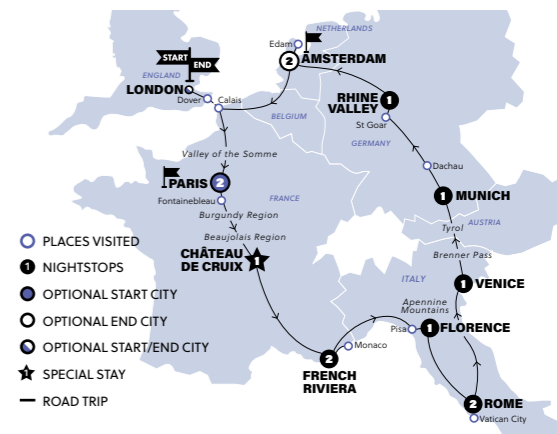 NETHERLANDS
Edam
START
END
2
AMSTERDAM
ENGLAND
LONDON
Dover
Calais
1
RHINE
VALLEY
St Goar
BELGIUM
GERMANY
Valley of the Somme
Dachau
2
PARIS
Fontainebleau
FRANCE
1
MUNICH
Burgundy Region
Tyrol
AUSTRIA
Beaujolais Region
Brenner Pass
PLACES VISITED
1
NIGHTSTOPS
CHÂTEAU
DE CRUIX
1
ITALY
1
VENICE
OPTIONAL START CITY
Apennine
Mountains
OPTIONAL END CITY
Pisa
1
FLORENCE
OPTIONAL START/END CITY
Monaco
2
FRENCH
RIVIERA
1
SPECIAL STAY
ROAD TRIP
2
ROME
Vatican City